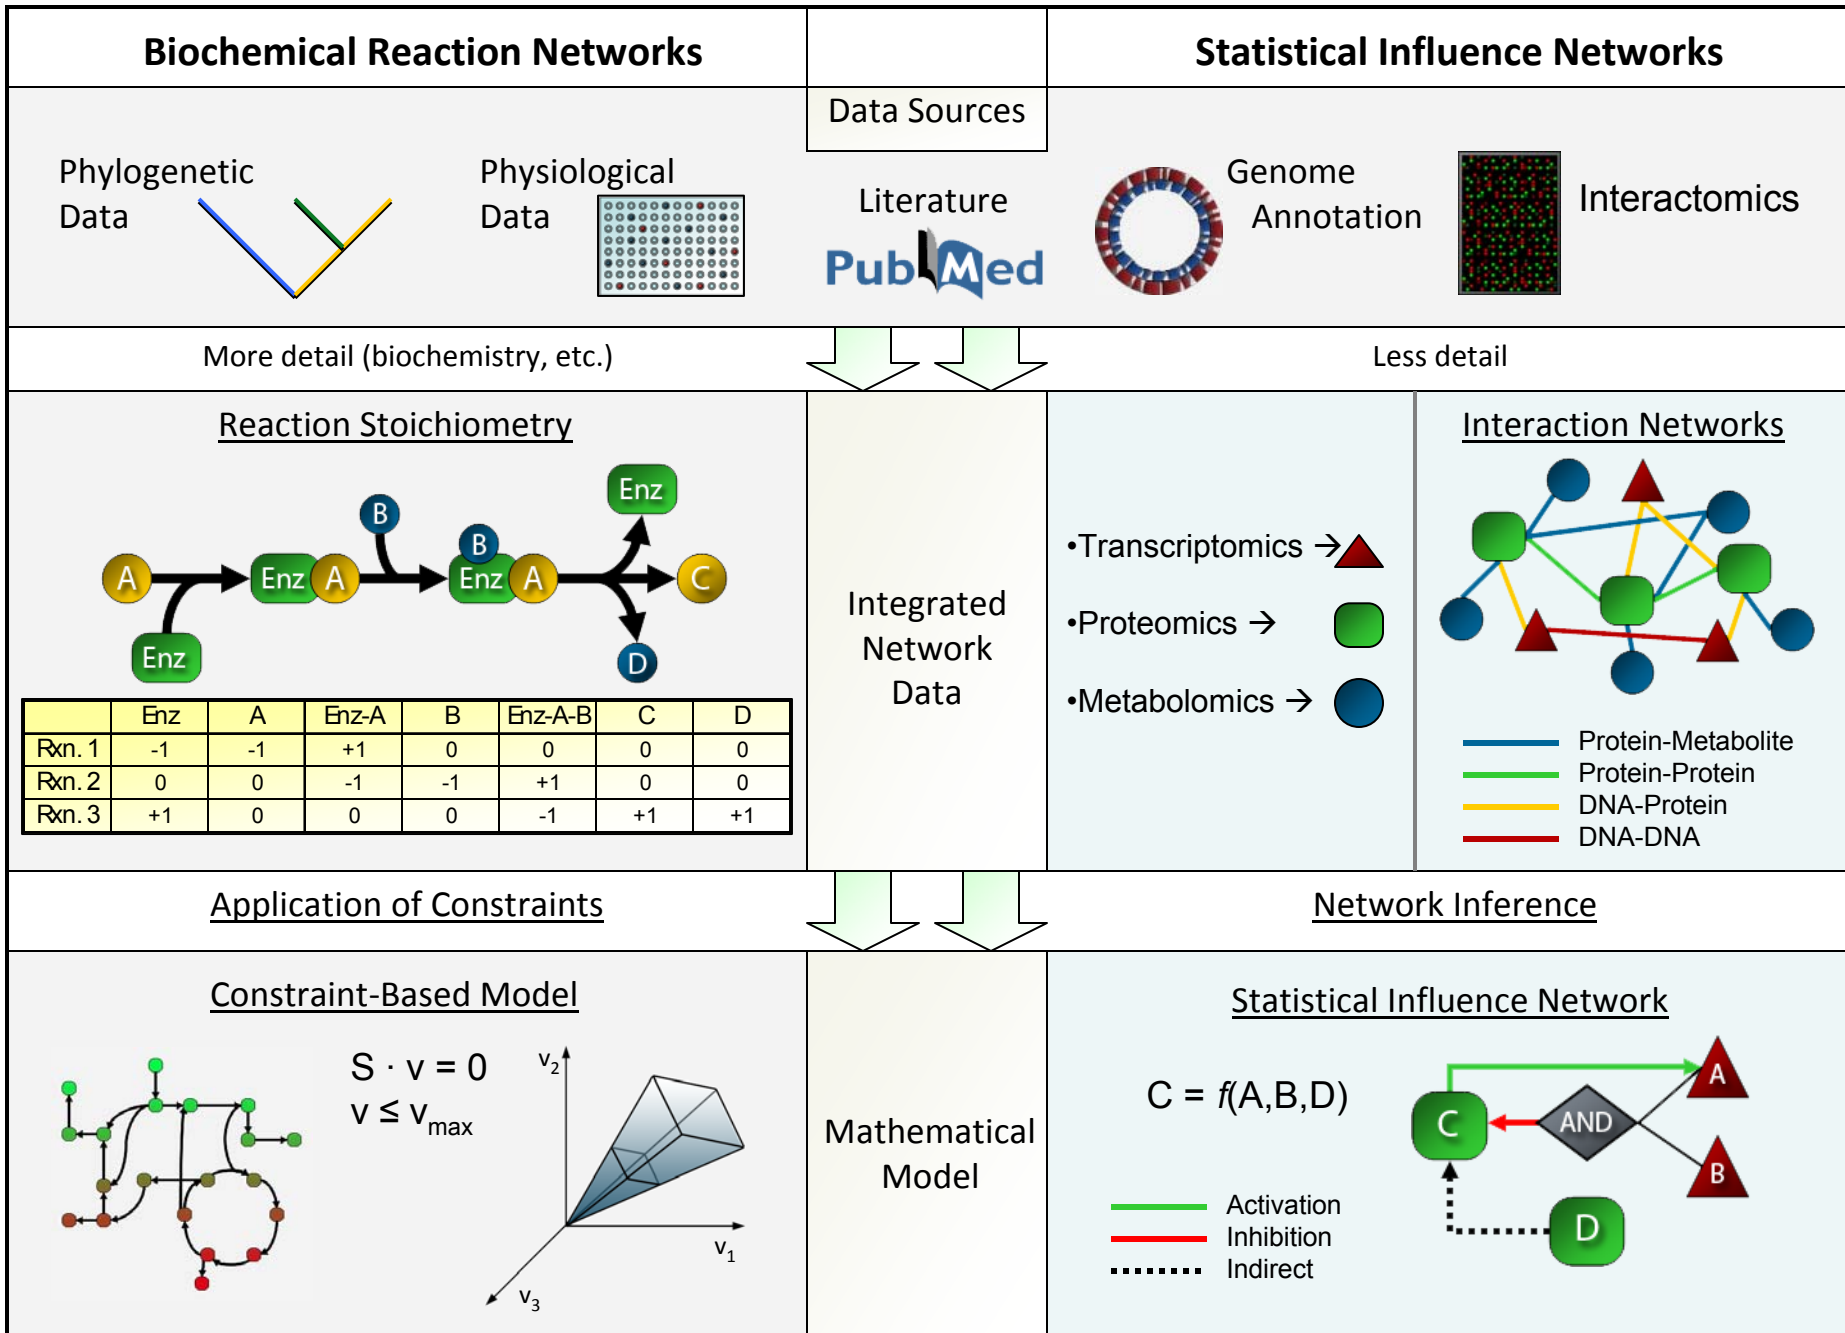 Biochemical Reaction Networks
Statistical Influence Networks
Data Sources
Phylogenetic
Data
Physiological
Data
Literature
PubMed
Genome
Annotation
Interactomics
More detail (biochemistry, etc.)
Less detail
Reaction Stoichiometry
A
Enz
Enz A
B
B
Enz A
Enz
C
D
Enz A Enz-A B Enz-A-B C D
Rxn. 1 -1 -1 +1 0 0 0 0
Rxn. 2 0 0 -1 -1 +1 0 0
Rxn. 3 +1 0 0 0 -1 +1 +1
Integrated
Network
Data
•Transcriptomics →
•Proteomics →
•Metabolomics →
Interaction Networks
Protein-Metabolite
Protein-Protein
DNA-Protein
DNA-DNA
Application of Constraints
Network Inference
Constraint-Based Model
S · v = 0
v ≤ vmax
v2
v1
v3
Mathematical
Model
Statistical Influence Network
C = f(A,B,D)
A
C
AND
B
D
Activation
Inhibition
Indirect